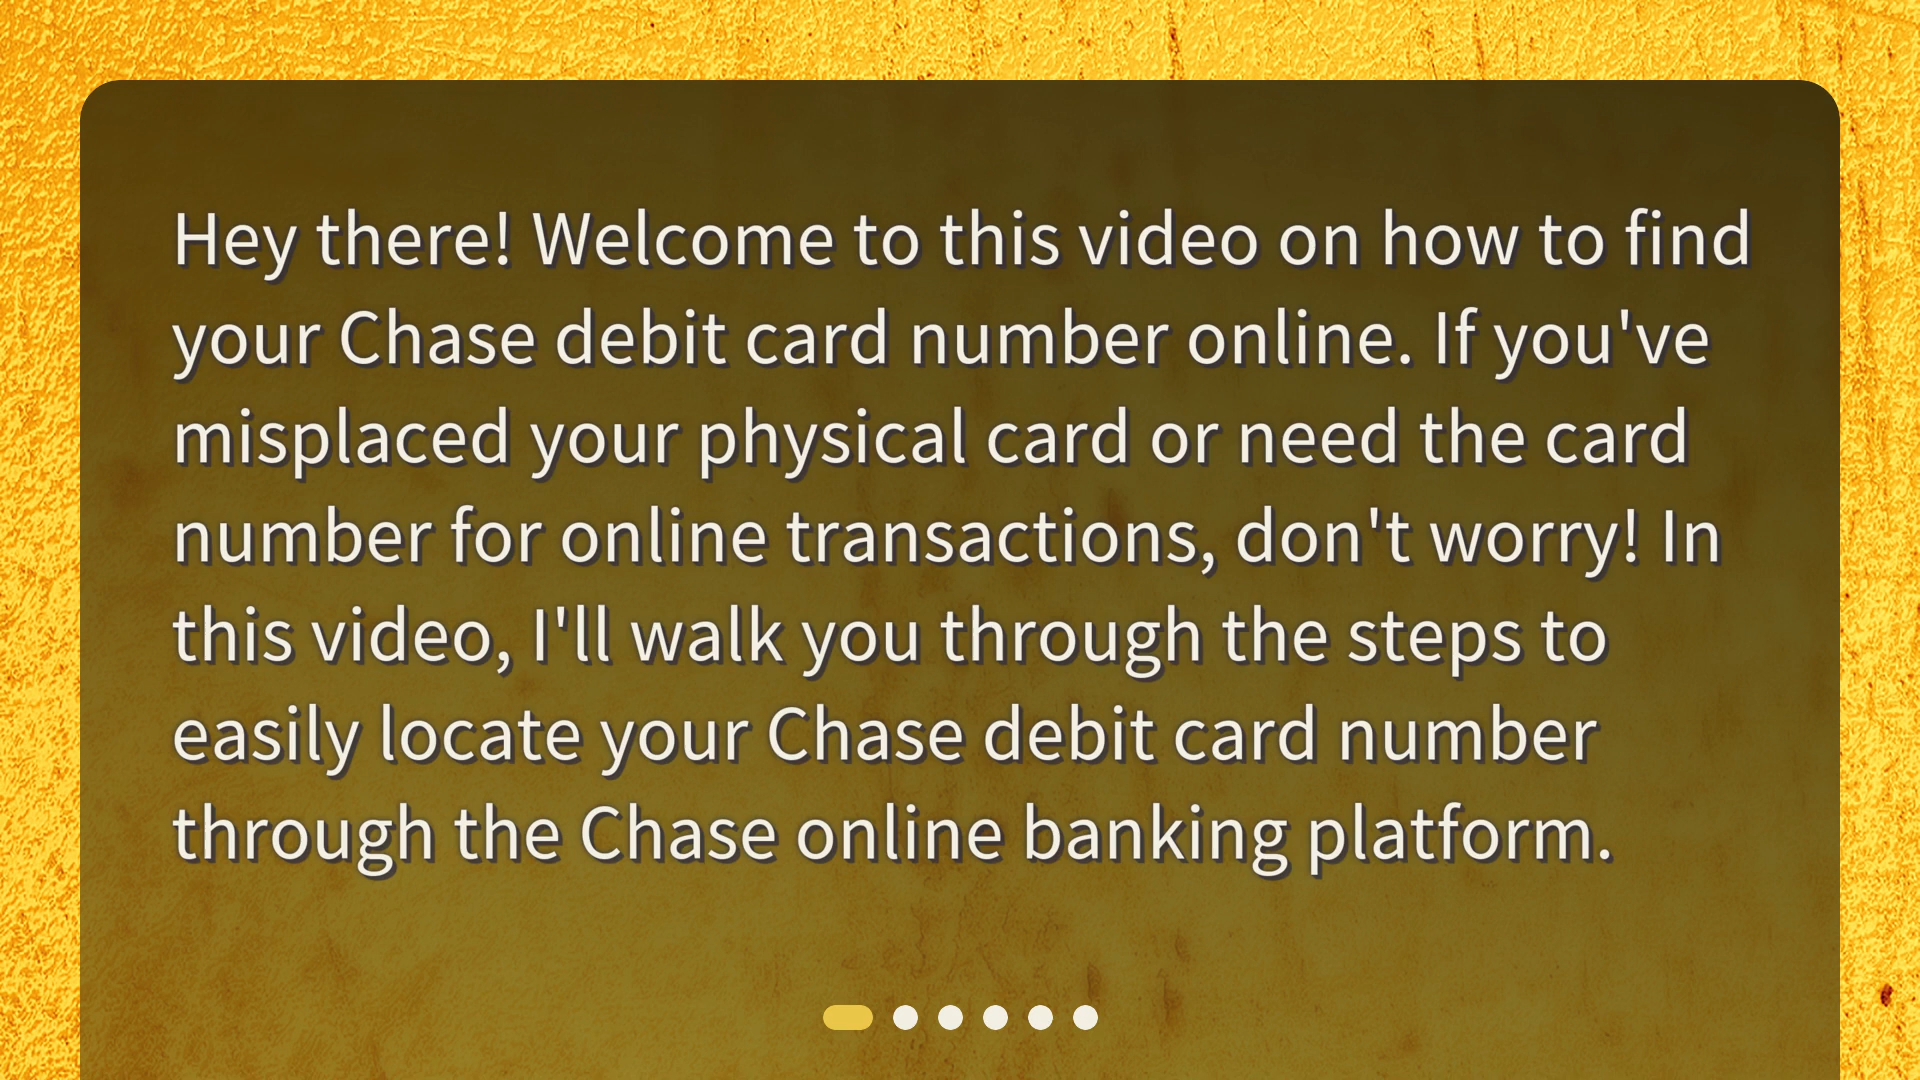 Hey there! Welcome to this video on how to find
your Chase debit card number online. If you've
misplaced your physical card or need the card
number for online transactions, don't worry! In
this video, I'll walk you through the steps to
easily locate your Chase debit card number
through the Chase online banking platform.